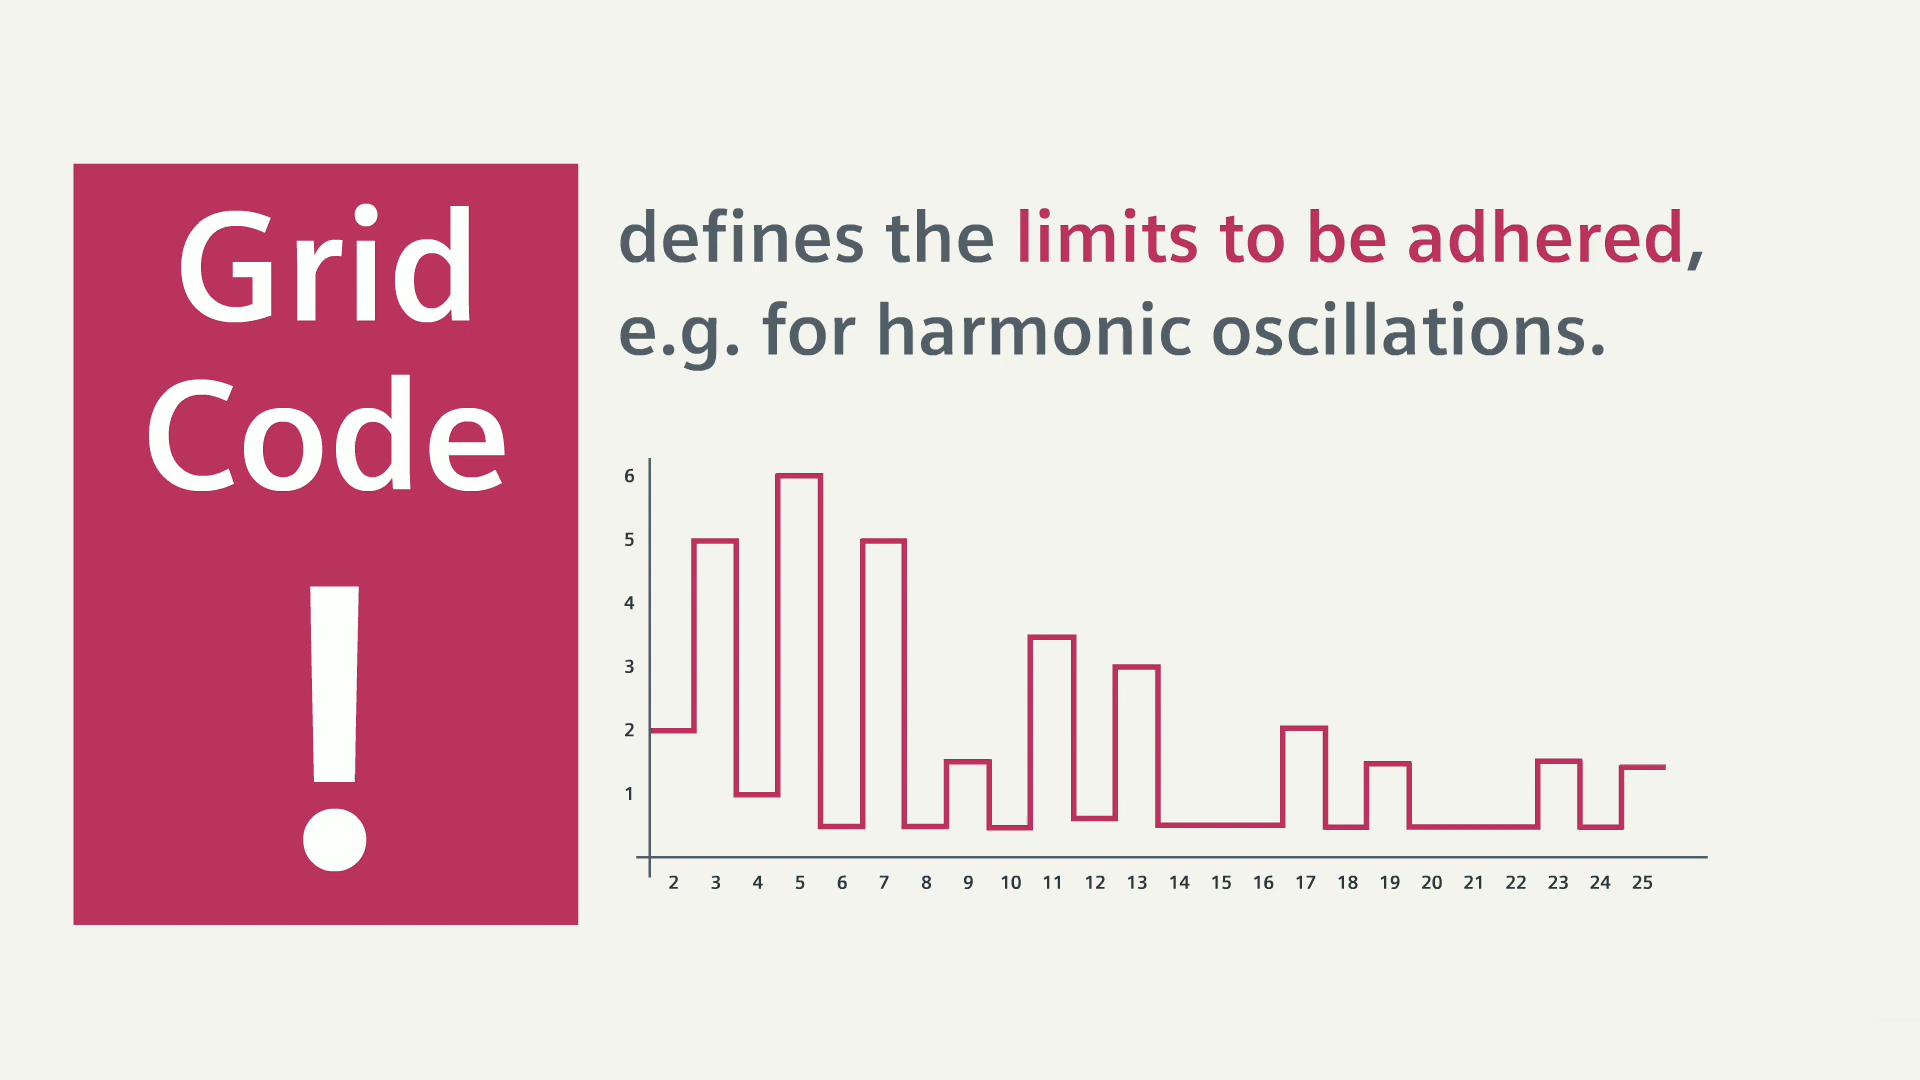 Grid
Code
!
defines the limits to be adhered,
e.g. for harmonic oscillations.
6
5
4
3
2
1
2 3 4 5 6 7 8 9 10 11 12 13 14 15 16 17 18 19 20 21 22 23 24 25